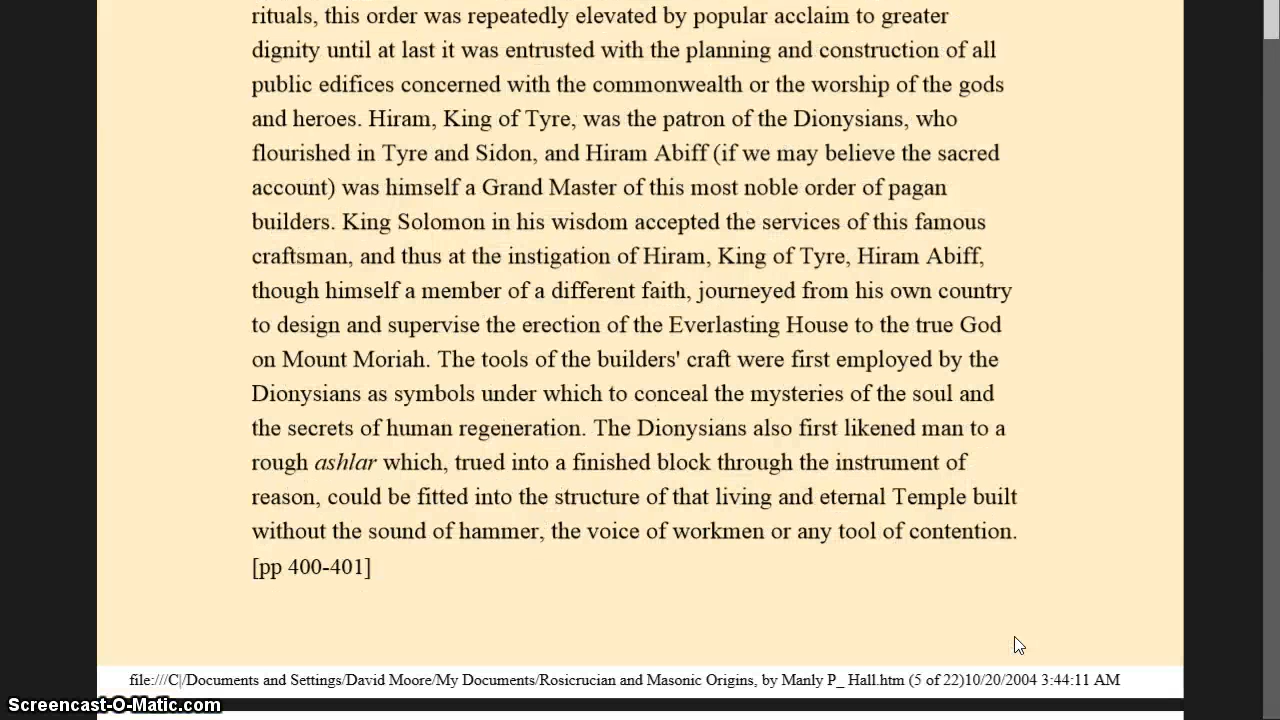 rituals, this order was repeatedly elevated by popular acclaim to greater
dignity until at last it was entrusted with the planning and construction of all
public edifices concerned with the commonwealth or the worship of the gods
and heroes. Hiram, King of Tyre, was the patron of the Dionysians, who
flourished in Tyre and Sidon, and Hiram Abiff (if we may believe the sacred
account) was himself a Grand Master of this most noble order of pagan
builders. King Solomon in his wisdom accepted the services of this famous
craftsman, and thus at the instigation of Hiram, King of Tyre, Hiram Abiff,
though himself a member of a different faith, journeyed from his own country
to design and supervise the erection of the Everlasting House to the true God
on Mount Moriah. The tools of the builders' craft were first employed by the
Dionysians as symbols under which to conceal the mysteries of the soul and
the secrets of human regeneration. The Dionysians also first likened man to a
rough ashlar which, trued into a finished block through the instrument of
reason, could be fitted into the structure of that living and eternal Temple built
without the sound of hammer, the voice of workmen or any tool of contention.
[pp 400-401]
file:///C|/Documents and Settings/David Moore/My Documents/Rosicrucian and Masonic Origins, by Manly P_ Hall.htm (5 of 22)10/20/2004 3:44:11 AM
Screencast-O-Matic.com